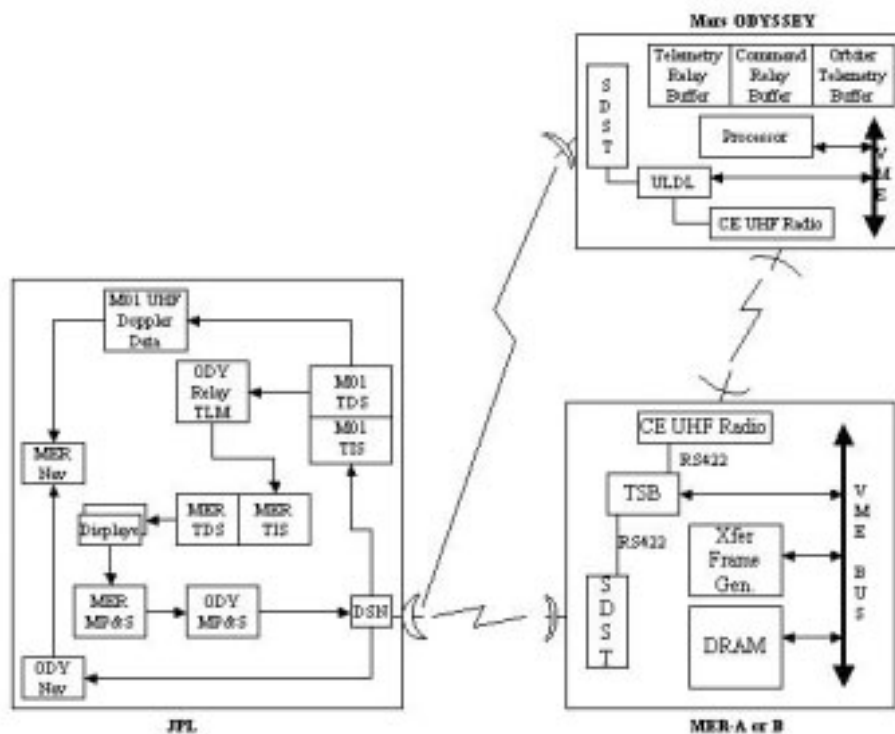 Mars ODYSSEY
Telemetry
Relay
Buffer
Command
Relay
Buffer
Orbiter
Telemetry
Buffer
S
D
S
T
Processor
ULDL
CE UHF Radio
V
M
E
M01 UHF
Doppler
Data
ODY
Relay
TLM
M01
TDS
M01
TIS
MER
Nav
Displays
MER
TDS
MER
TIS
MER
MP&S
ODY
MP&S
DSN
ODY
Nav
JPL
CE UHF Radio
RS422
TSB
RS422
Xfer
Frame
Gen.
S
D
S
T
DRAM
V
M
E
B
U
S
MER-A or B